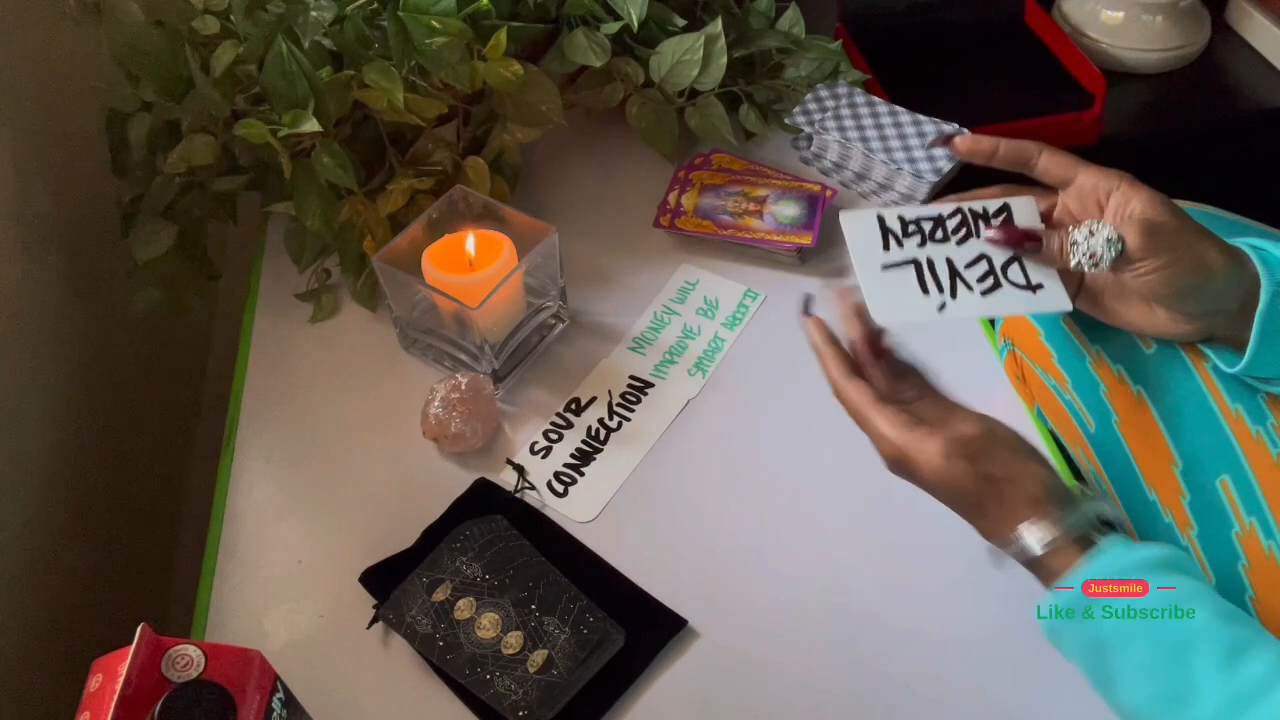 DEViL
ENERGY
MONEY WILL
IMPROVE BE
SMART ABOUT IT
SOUR
CONNECTION
Justsmile
Like & Subscribe